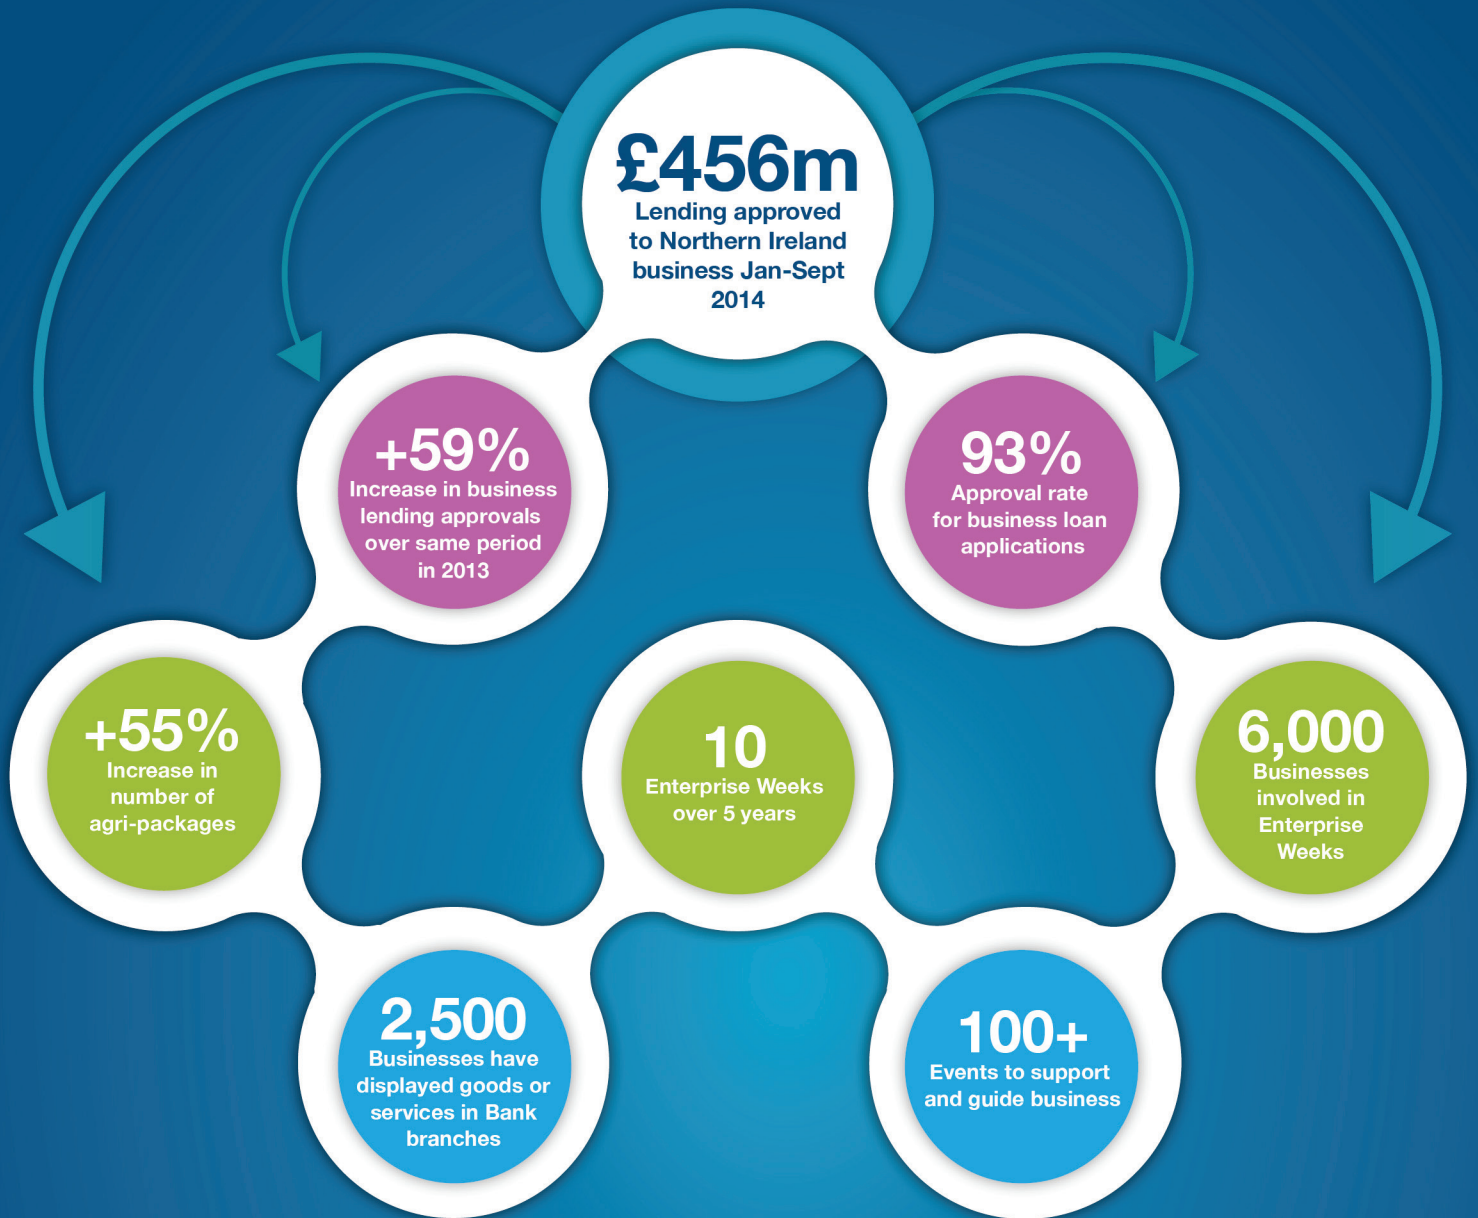 £456m
Lending approved
to Northern Ireland
business Jan-Sept
2014
+59%
Increase in business
lending approvals
over same period
in 2013
93%
Approval rate
for business loan
applications
+55%
Increase in
number of
agri-packages
10
Enterprise Weeks
over 5 years
6,000
Businesses
involved in
Enterprise
Weeks
2,500
Businesses have
displayed goods or
services in Bank
branches
100+
Events to support
and guide business